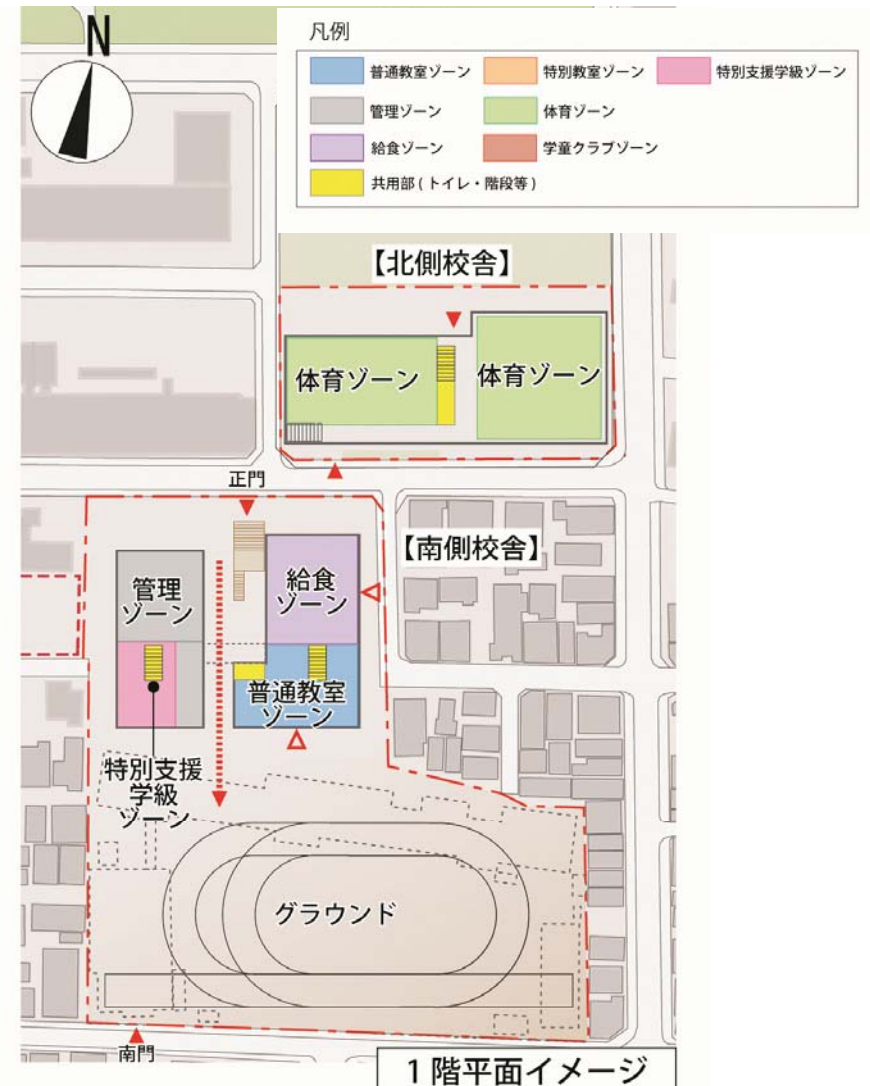 N
凡例
普通教室ゾーン
特別教室ゾーン
特別支援学級ゾーン
管理ゾーン
体育ゾーン
給食ゾーン
学童クラブゾーン
共用部(トイレ・階段等)
【北側校舎】
体育ゾーン
体育ゾーン
正門
【南側校舎】
管理
ゾーン
給食
ゾーン
普通教室
ゾーン
特別支援
学級
ゾーン
グラウンド
南門
1階平面イメージ